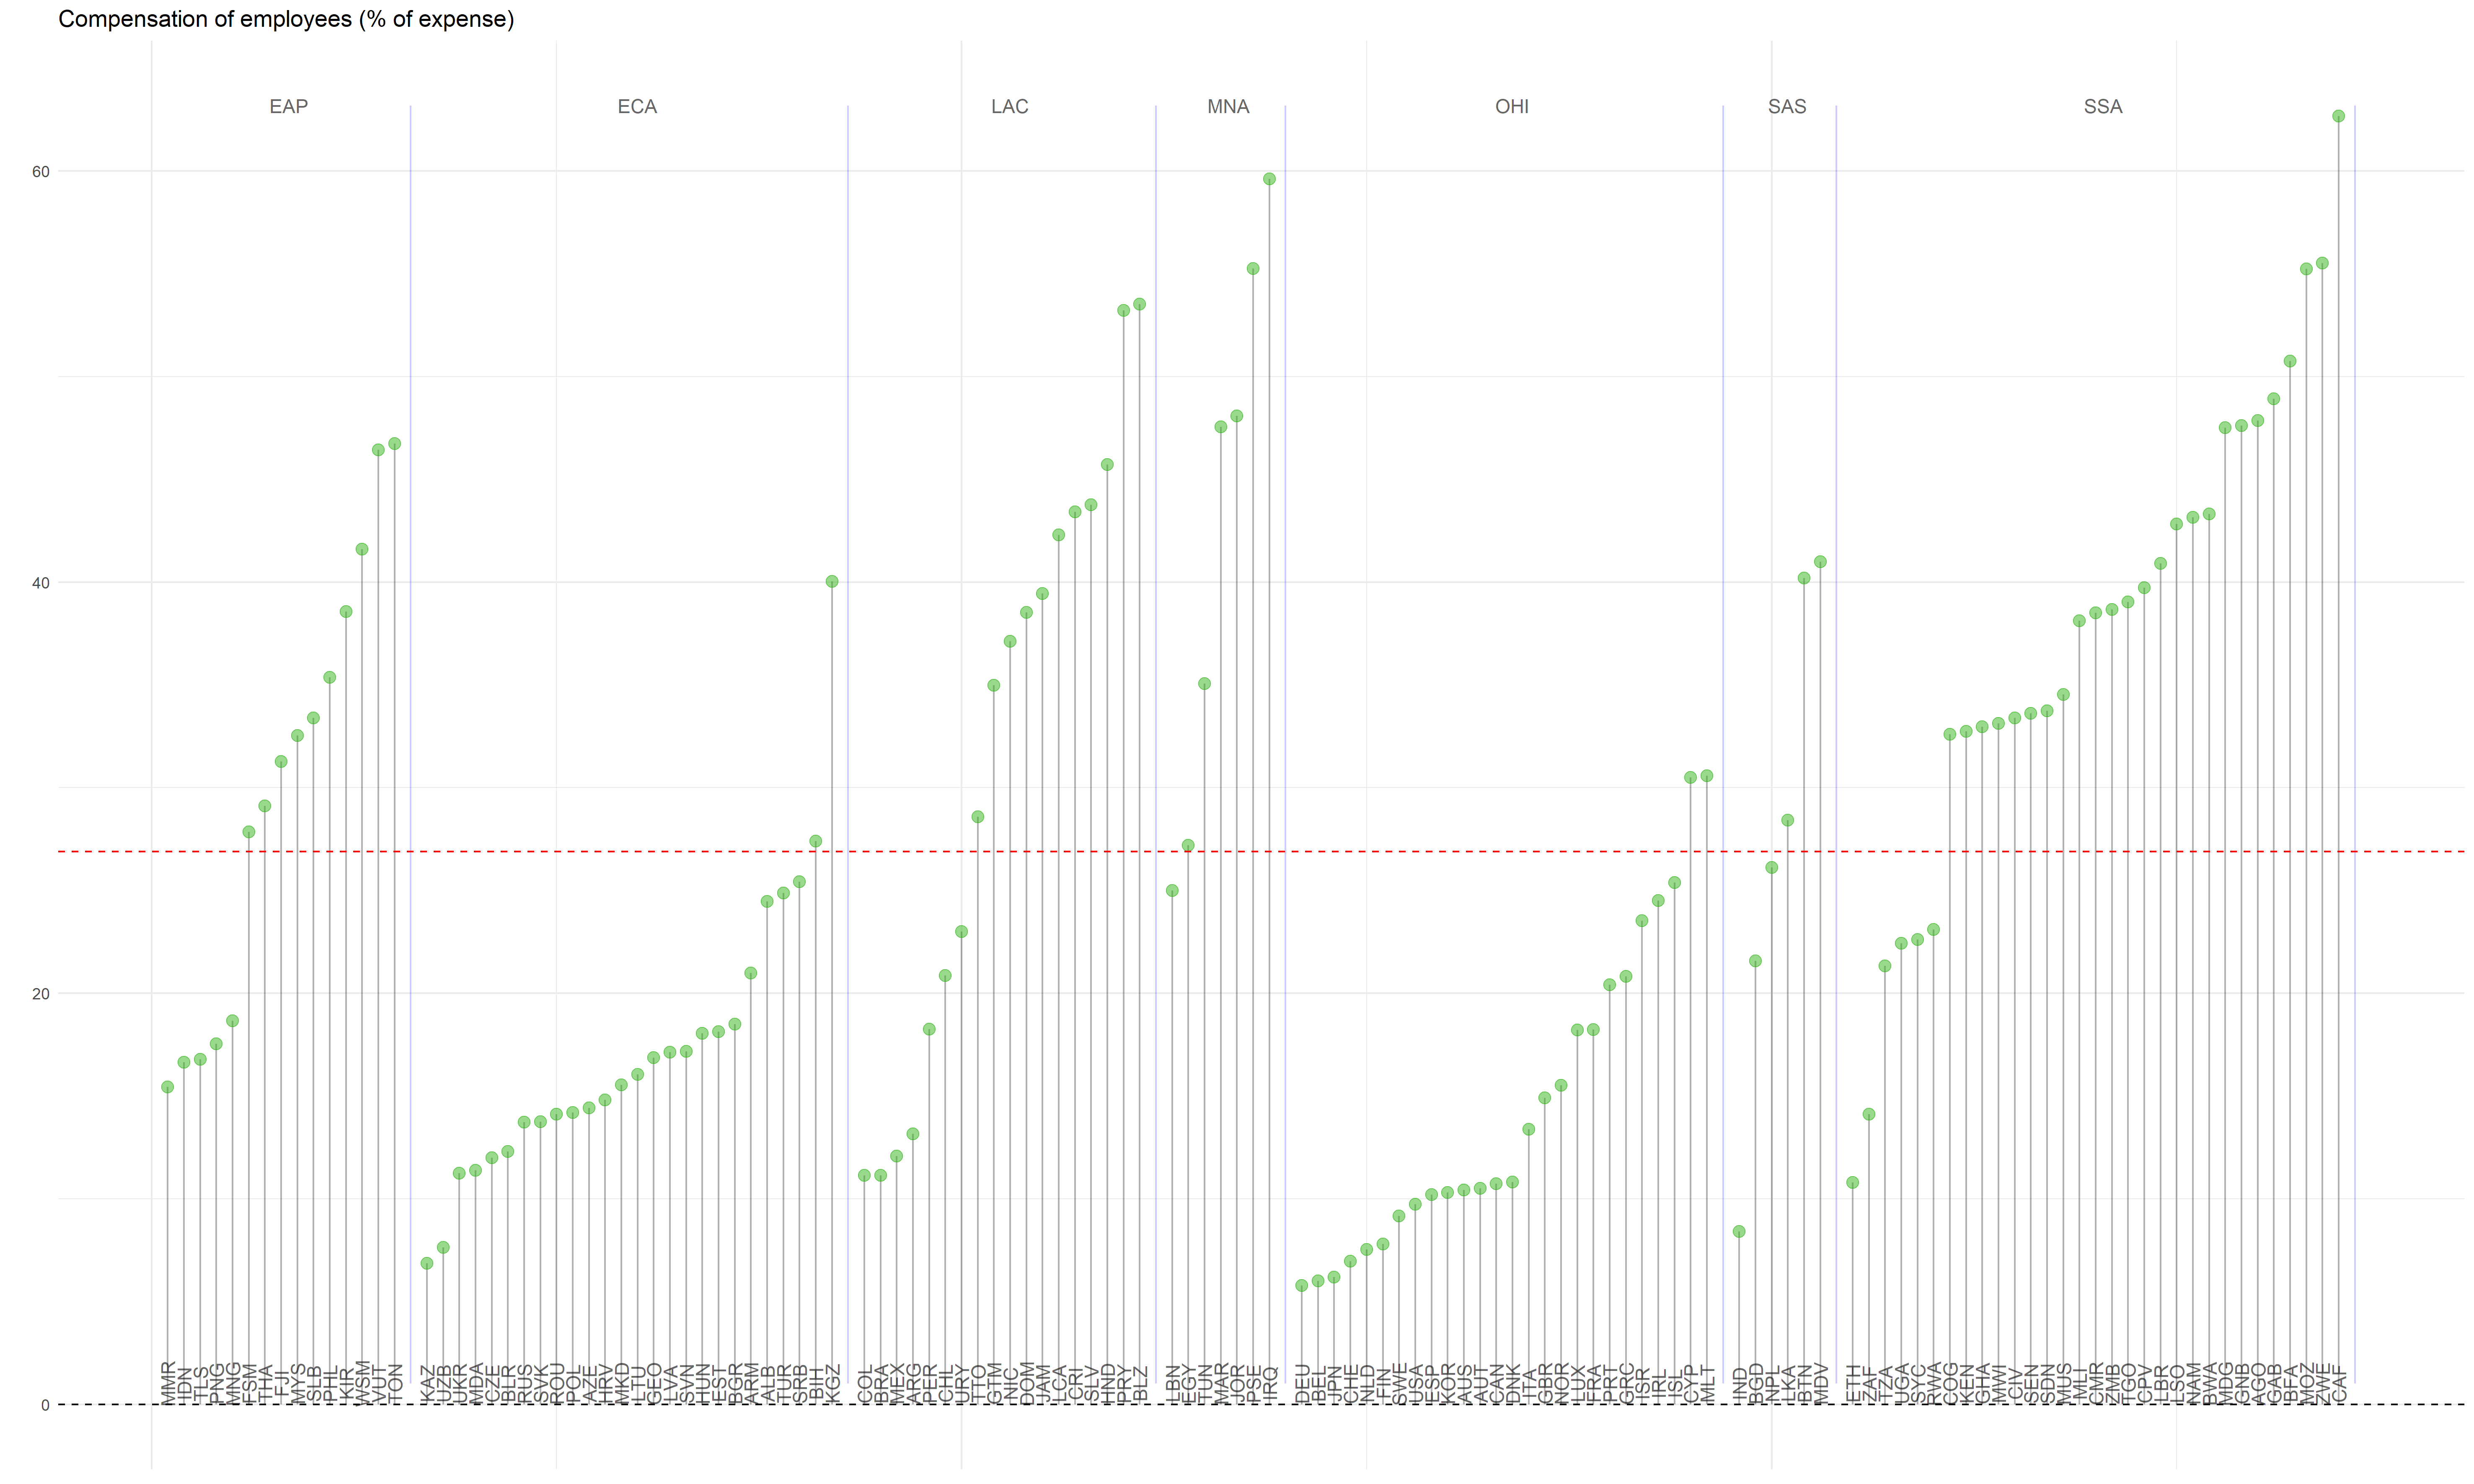 Compensation of employees (% of expense)
EAP ECA LAC MNA OHI SAS SSA
60
40
20
0
MMR IDN TLS PNG MNG FSM THA FJI MYS SLB PHL KIR WSM VUT TON KAZ UZB UKR MDA CZE BLR RUS SVK ROU POL AZE HRV MKD LTU GEO LVA SVN HUN EST BGR ARM ALB TUR SRB BIH KGZ COL BRA MEX ARG PER CHL URY TTO GTM NIC DOM JAM LCA CRI SLV HND PRY BLZ LBN EGY TUN MAR JOR PSE IRQ DEU BEL JPN CHE NLD FIN SWE USA ESP KOR AUS AUT CAN DNK ITA GBR NOR LUX FRA PRT GRC ISR IRL ISL CYP MLT IND BGD NPL LKA BTN MDV ETH ZAF TZA UGA SYC RWA COG KEN GHA MWI CIV SEN SDN MUS MLI CMR ZMB TGO CPV LBR LSO NAM BWA MDG GNB AGO GAB BFA MOZ ZWE CAF